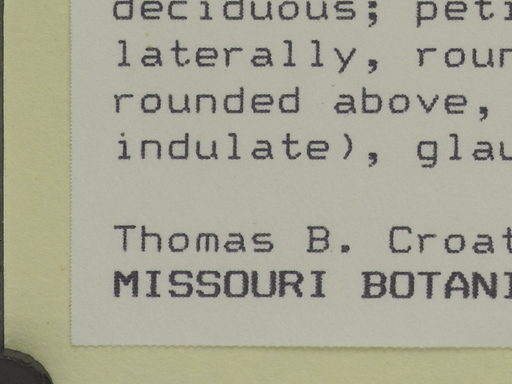 deciduous; peti
laterally, roun
rounded above,
indulate), glau
Thomas B. Croat
MISSOURI BOTANI